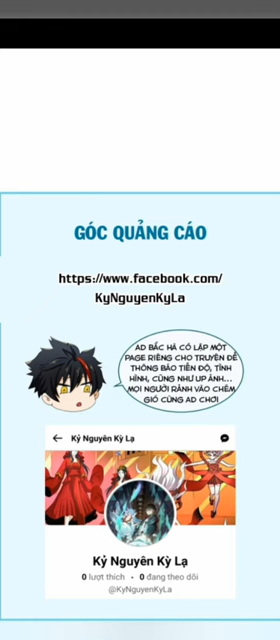 GÓC QUẢNG CÁO
https://www.facebook.com/
KyNguyenKyLa
AD BẮC HÀ CÓ LẬP MỘT
PAGE RIÊNG CHO TRUYỆN ĐỂ
THÔNG BÁO TIẾN ĐỘ, TÌNH
HÌNH, CŨNG NHƯ UP ẢNH...
MỌI NGƯỜI RẢNH VÀO CHÉM
GIÓ CÙNG AD CHƠI
Kỷ Nguyên Kỳ Lạ
Kỷ Nguyên Kỳ Lạ
0 lượt thích • 0 đang theo dõi
@KyNguyenKyLa